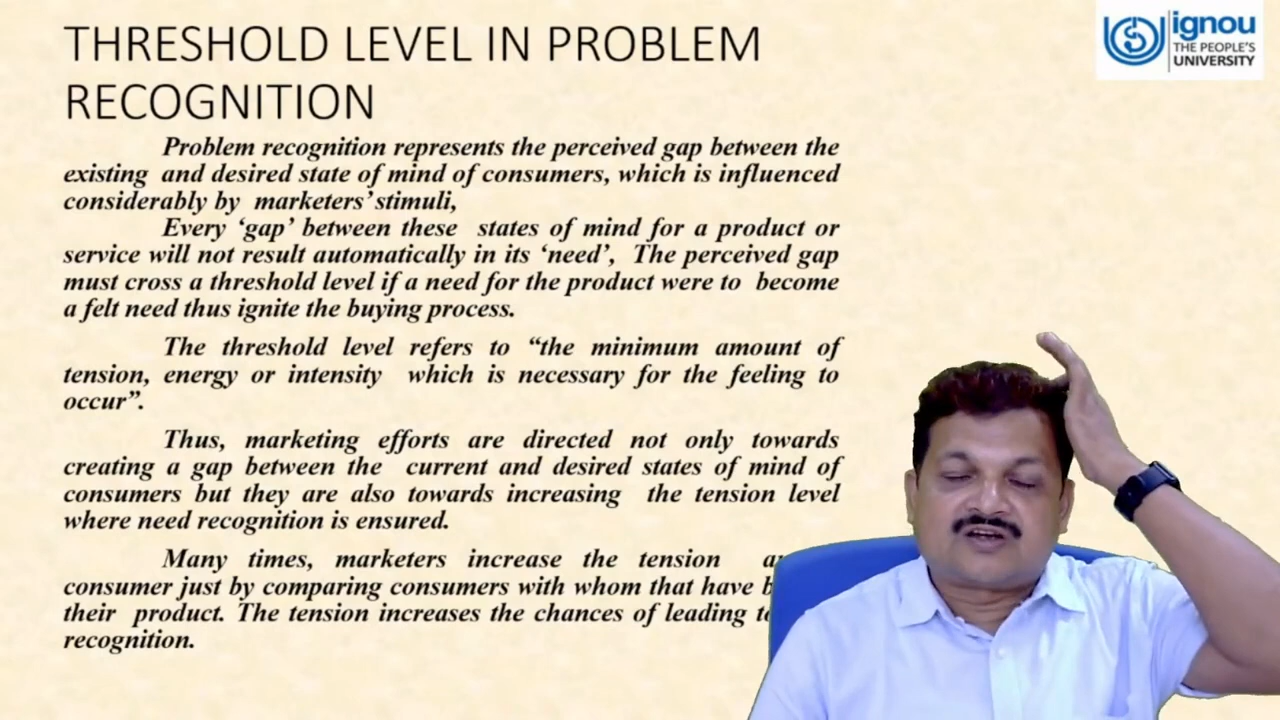 THRESHOLD LEVEL IN PROBLEM
RECOGNITION
ignou
THE PEOPLE'S
UNIVERSITY
Problem recognition represents the perceived gap between the
existing and desired state of mind of consumers, which is influenced
considerably by marketers' stimuli,
Every 'gap' between these states of mind for a product or
service will not result automatically in its 'need', The perceived gap
must cross a threshold level if a need for the product were to become
a felt need thus ignite the buying process.
The threshold level refers to “the minimum amount of
tension, energy or intensity which is necessary for the feeling to
occur”.
Thus, marketing efforts are directed not only towards
creating a gap between the current and desired states of mind of
consumers but they are also towards increasing the tension level
where need recognition is ensured.
Many times, marketers increase the tension
consumer just by comparing consumers with whom that have
their product. The tension increases the chances of leading
recognition.